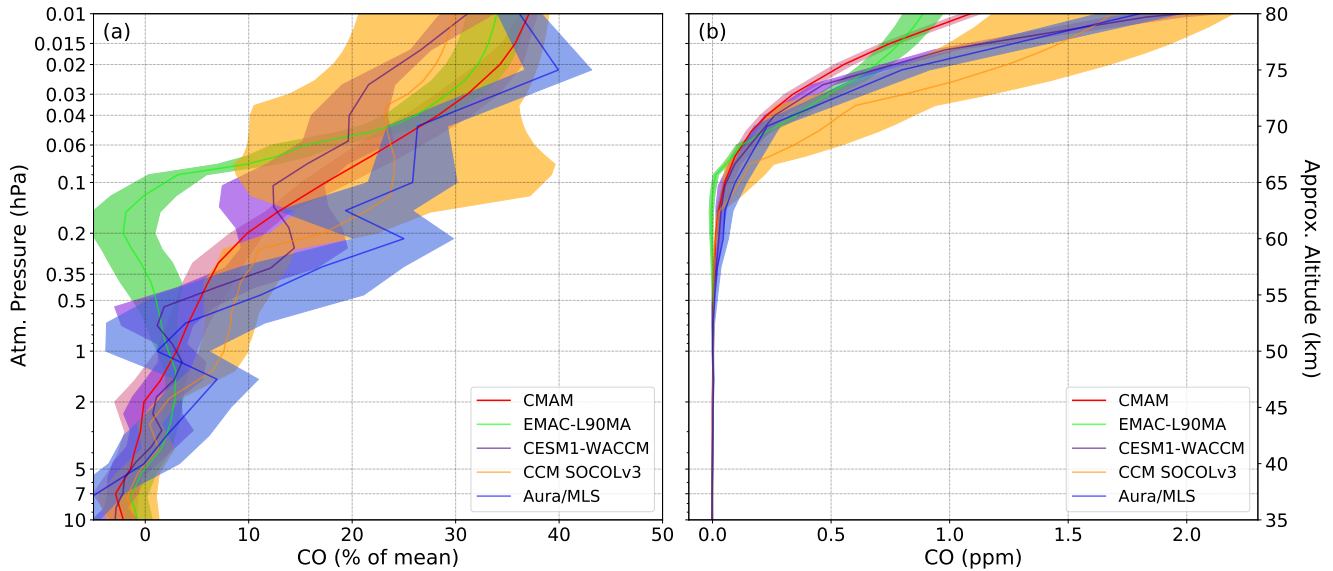 (a)
Atm. Pressure (hPa)
0.01
0.015
0.02
0.03
0.04
0.06
0.1
0.2
0.35
0.5
1
2
5
7
10
0
10
20
30
40
50
CO (% of mean)
CMAM
EMAC-L90MA
CESM1-WACCM
CCM SOCOLv3
Aura/MLS
(b)
0.0
0.5
1.0
1.5
2.0
CO (ppm)
CMAM
EMAC-L90MA
CESM1-WACCM
CCM SOCOLv3
Aura/MLS
80
75
70
65
60
55
50
45
40
35
Approx. Altitude (km)